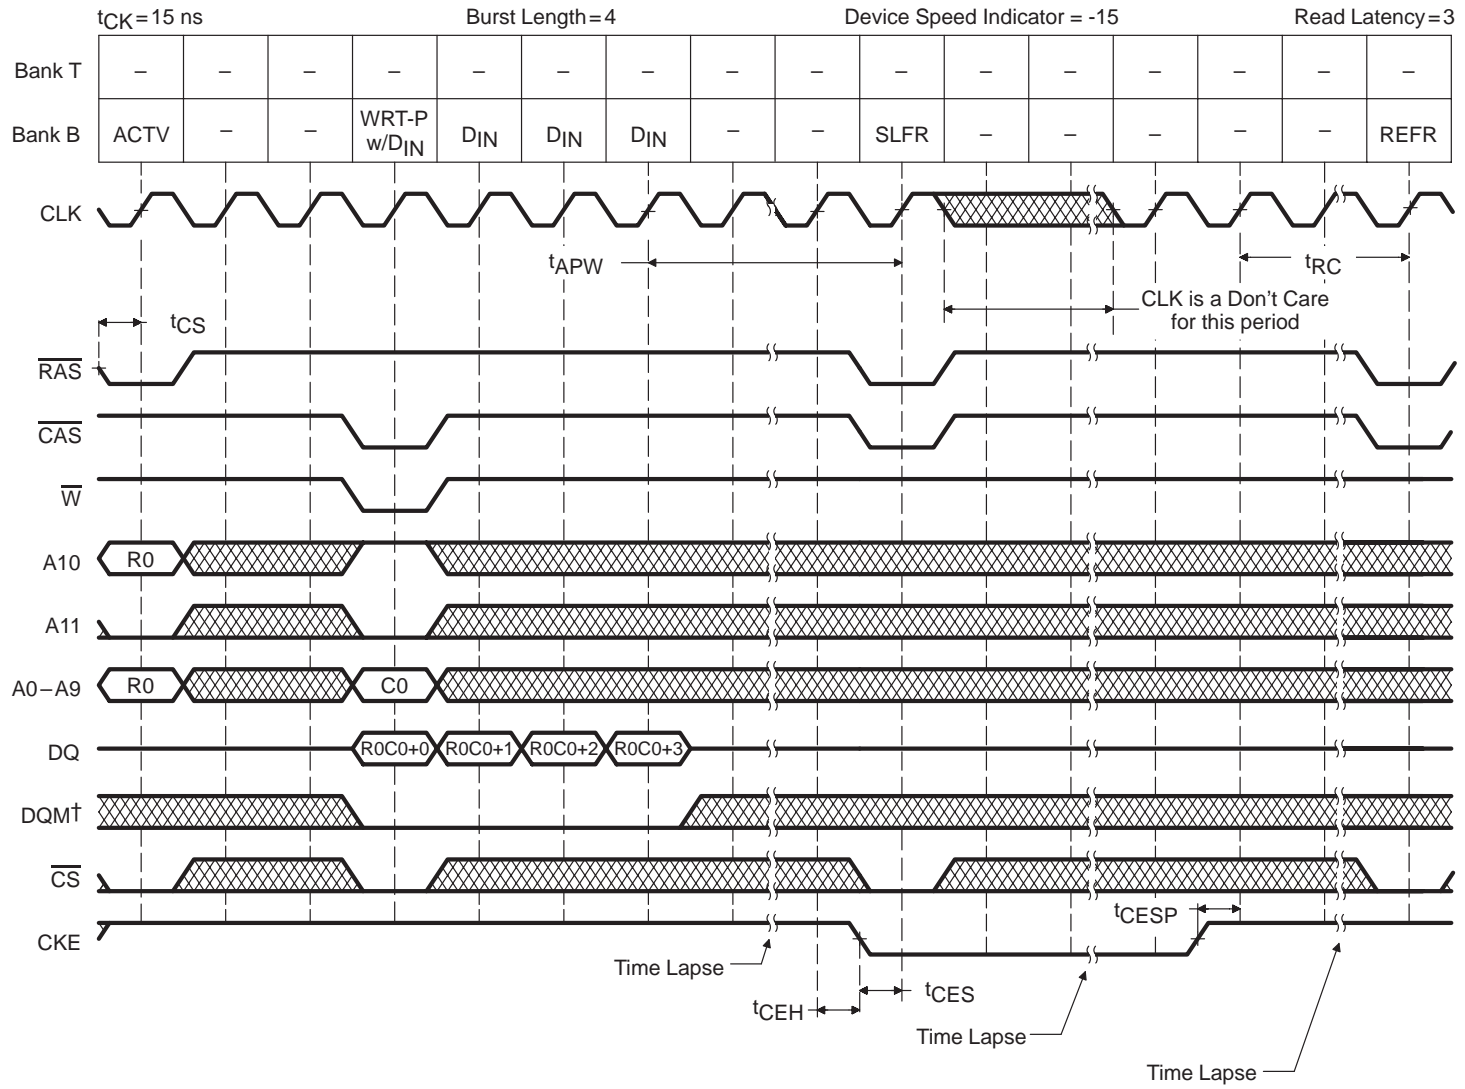 tCK = 15 ns Burst Length = 4 Device Speed Indicator = -15 Read Latency = 3
Bank T – – – – – – – – – – – – – – – –
Bank B ACTV – – WRT-P w/DIN DIN DIN DIN – – SLFR – – – – – REFR
CLK
tAPW
tRC
CLK is a Don't Care
for this period
tCS
RAS
CAS
W
A10 R0
A11
A0–A9 R0 C0
DQ R0C0+0 R0C0+1 R0C0+2 R0C0+3
DQM†
CS
tCESP
CKE
Time Lapse
tCES
tCEH
Time Lapse
Time Lapse